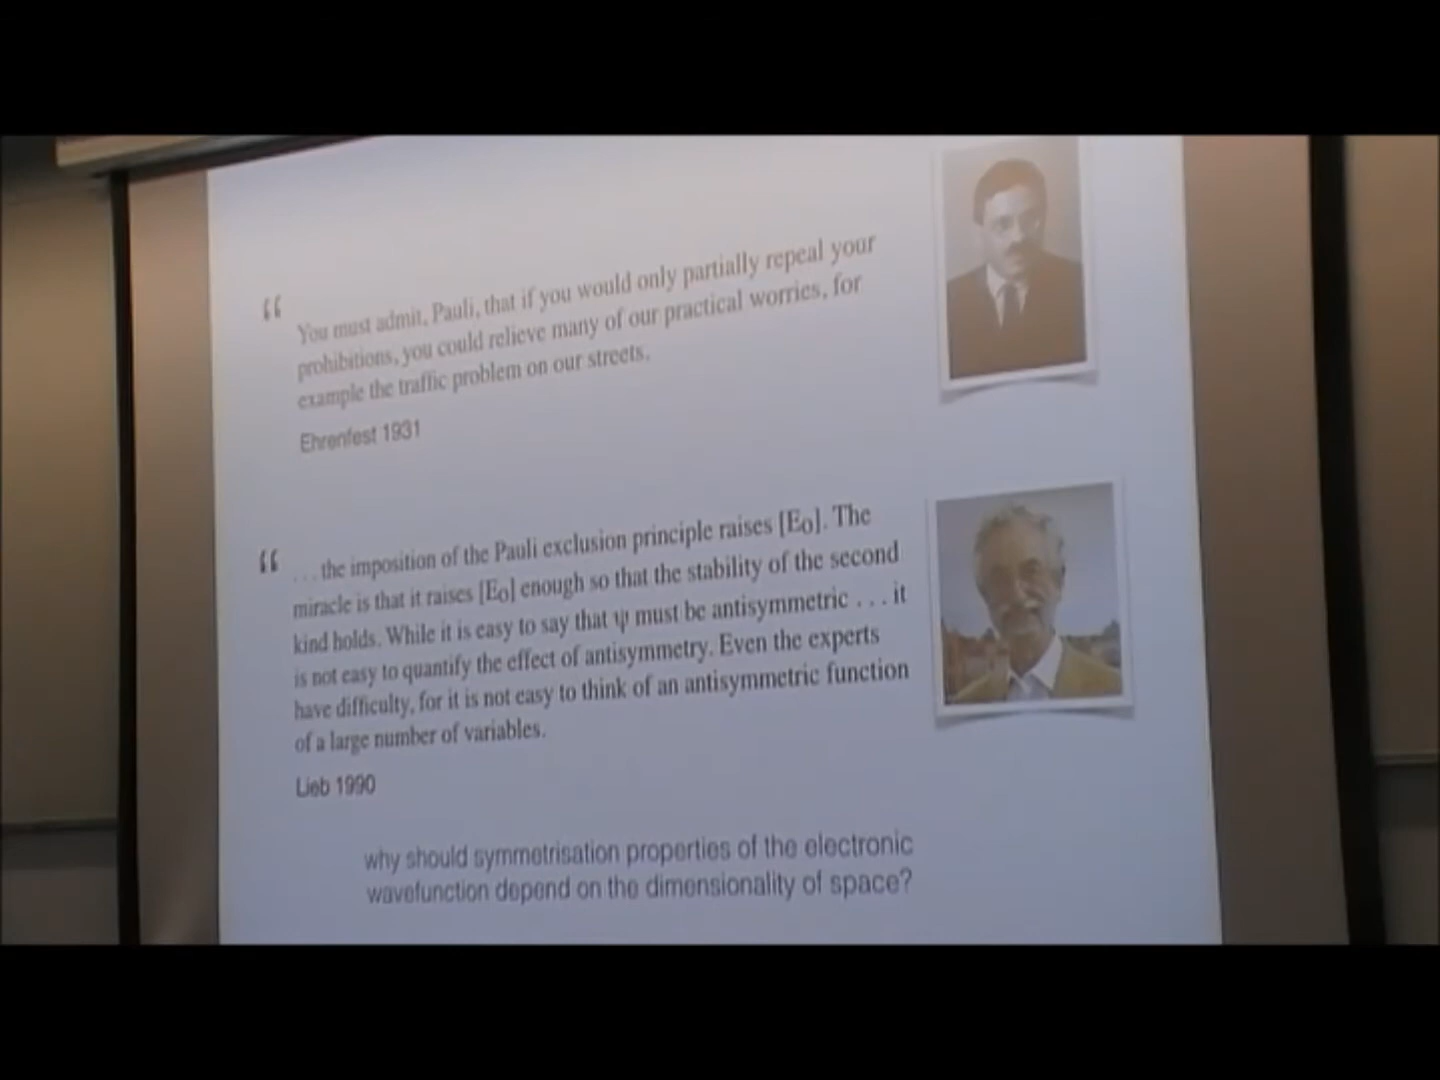 “
You must admit, Pauli, that if you would only partially repeal your
prohibitions, you could relieve many of our practical worries, for
example the traffic problem on our streets.
Ehrenfest 1931
“
. . . the imposition of the Pauli exclusion principle raises [E₀]. The
miracle is that it raises [E₀] enough so that the stability of the second
kind holds. While it is easy to say that ψ must be antisymmetric . . . it
is not easy to quantify the effect of antisymmetry. Even the experts
have difficulty, for it is not easy to think of an antisymmetric function
of a large number of variables.
Lieb 1990
why should symmetrisation properties of the electronic
wavefunction depend on the dimensionality of space?